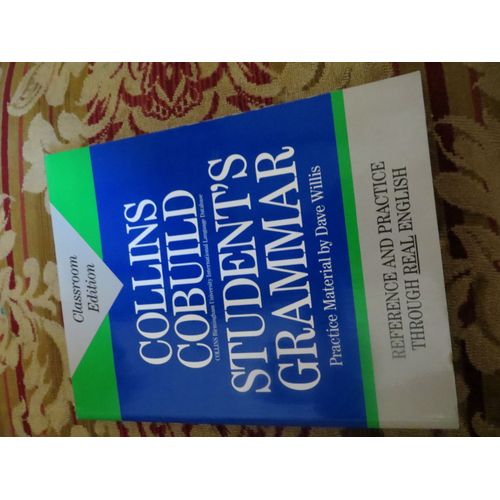 Classroom
Edition
COLLINS
COBUILD
COLLINS Birmingham University International Language Database
STUDENT'S
GRAMMAR
Practice Material by Dave Willis
REFERENCE AND PRACTICE
THROUGH REAL ENGLISH